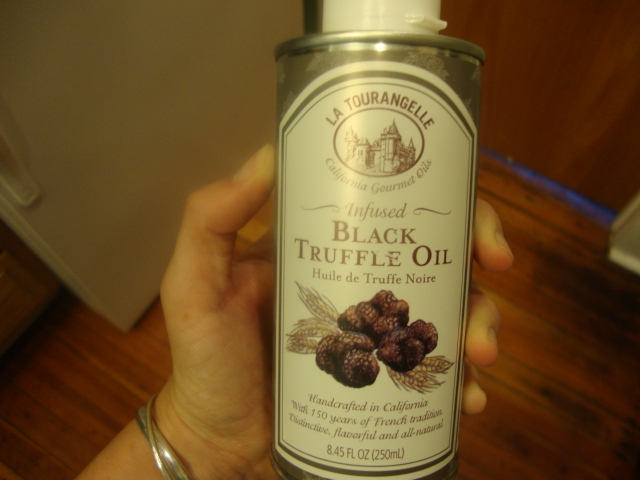 LA TOURANGELLE
California Gourmet Oils
Infused
BLACK
TRUFFLE OIL
Huile de Truffe Noire
Handcrafted in California
With 150 years of French tradition
Distinctive, flavorful and all-natural
8.45 FL OZ (250mL)